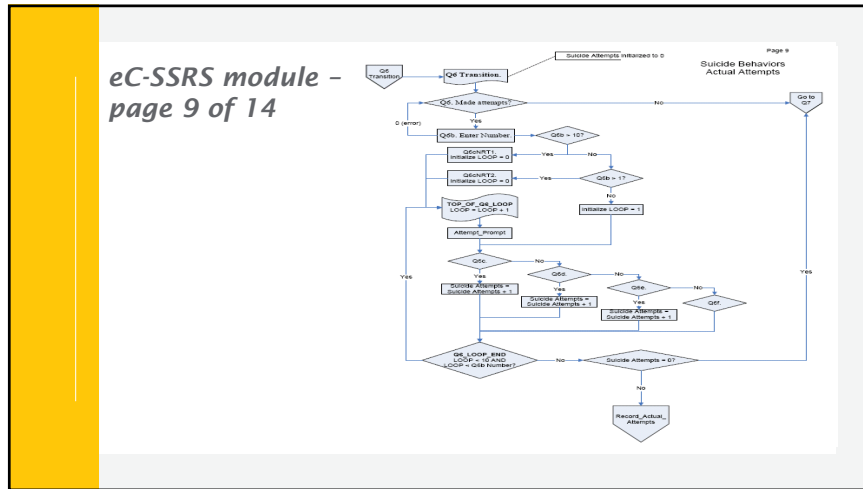 eC-SSRS module –
page 9 of 14
Page 9
Suicide Behaviors
Actual Attempts
Suicide Attempts initialized to 0
Q6
Transition
Q6 Transition.
Q6. Made attempts?
No
Go to
Q7
Yes
0 (error)
Q6b. Enter Number.
Q6b > 10?
Yes
No
Q6cNRT1.
Initialize LOOP = 0
Q6cNRT2.
Initialize LOOP = 0
Yes
Q6b > 1?
No
TOP_OF_Q6_LOOP
LOOP = LOOP + 1
Initialize LOOP = 1
Attempt_Prompt
Q6c.
No
Q6d.
No
Q6e.
No
Q6f.
Yes
Yes
Yes
Yes
Yes
Suicide Attempts =
Suicide Attempts + 1
Suicide Attempts =
Suicide Attempts + 1
Suicide Attempts =
Suicide Attempts + 1
Q6_LOOP_END
LOOP < 10 AND
LOOP < Q6b Number?
No
Suicide Attempts = 0?
No
Record_Actual_
Attempts